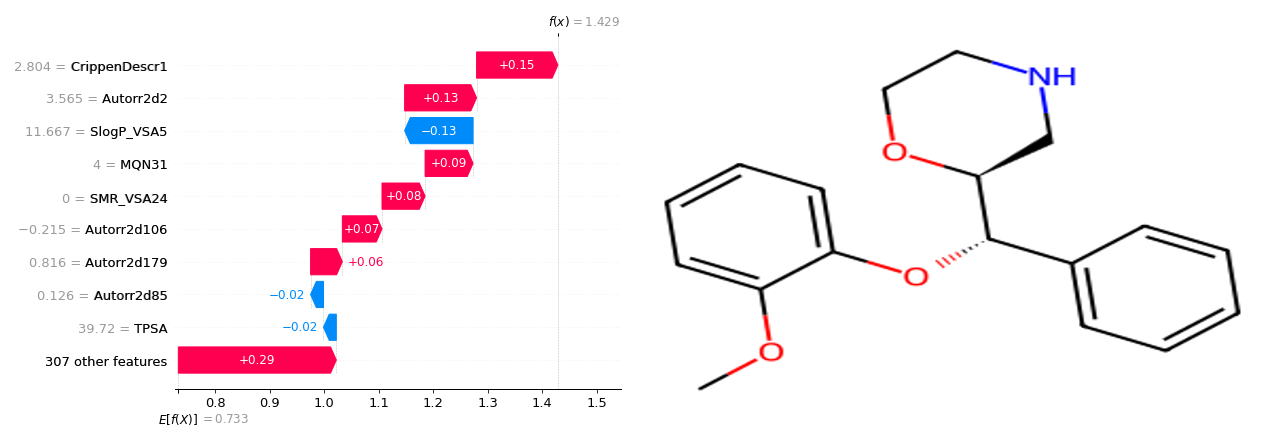 f(x) = 1.429
2.804 = CrippenDescr1
+0.15
3.565 = Autorr2d2
+0.13
11.667 = SlogP_VSA5
−0.13
4 = MQN31
+0.09
0 = SMR_VSA24
+0.08
−0.215 = Autorr2d106
+0.07
0.816 = Autorr2d179
+0.06
0.126 = Autorr2d85
−0.02
39.72 = TPSA
−0.02
307 other features
+0.29
0.8 0.9 1.0 1.1 1.2 1.3 1.4 1.5
E[f(X)] = 0.733
NH
O
O
O